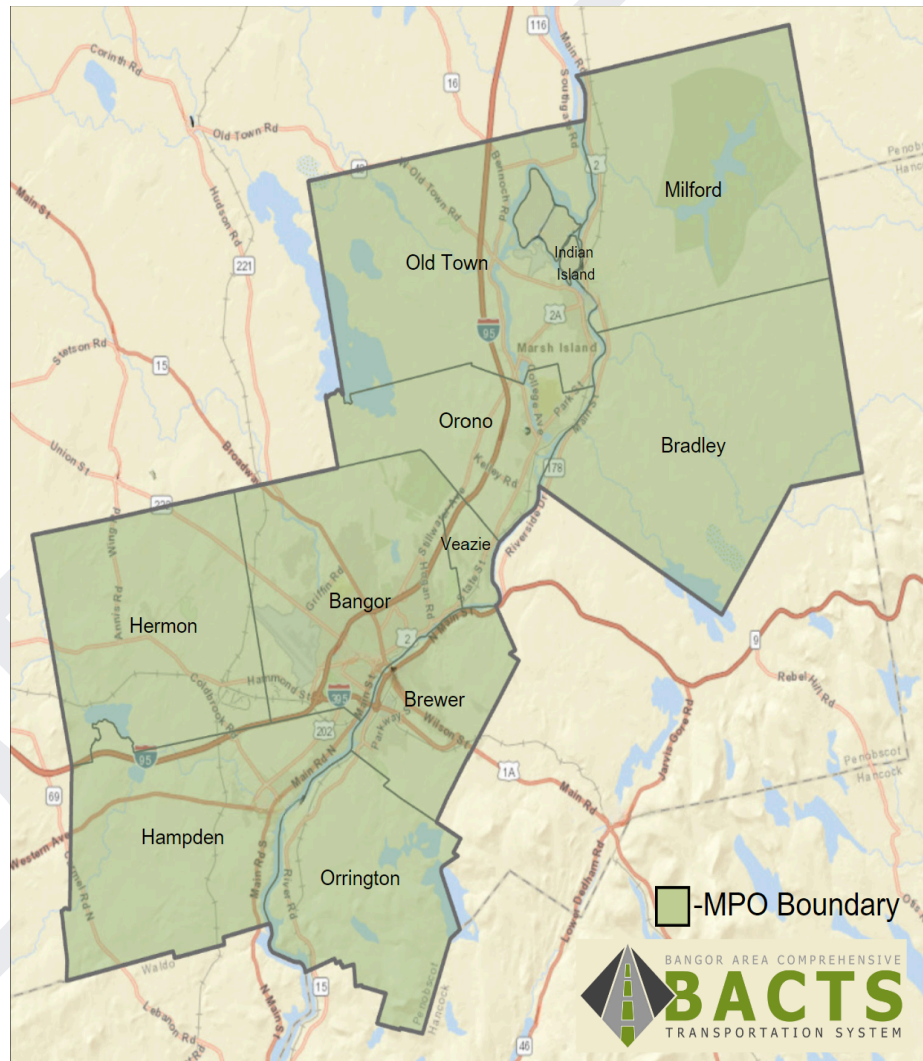 116
Main Rd
Corinth Rd
16
Southgate Rd
Old Town Rd
43
W Old Town Rd
Bennoch Rd
2
Penobscot
Hancock
Milford
Main St
Hudson Rd
221
Old Town
Indian
Island
95
2A
Stetson Rd
15
Marsh Island
College Ave
Park St
Main St
Orono
Bradley
Union St
Broadway
Kelley Rd
178
Wing Rd
Stillwater Ave
Riverside Dr
Veazie
Annis Rd
Griffin Rd
Hogan Rd
State St
Bangor
Hermon
2
N Main St
9
Rebel Hill Rd
Hammond St
Coldbrook Rd
395
Main St
Brewer
202
Parkway S
Wilson St
Jarvis Gore Rd
95
Main Rd N
1A
Main Rd
Penobscot
Hancock
69
Western Ave
Hampden
Carmel Rd N
Main Rd S
River Rd
Orrington
Lower Dedham Rd
-MPO Boundary
Waldo
15
N Main St
Lebanon Rd
Penobscot
Hancock
46
BANGOR AREA COMPREHENSIVE
BACTS
TRANSPORTATION SYSTEM